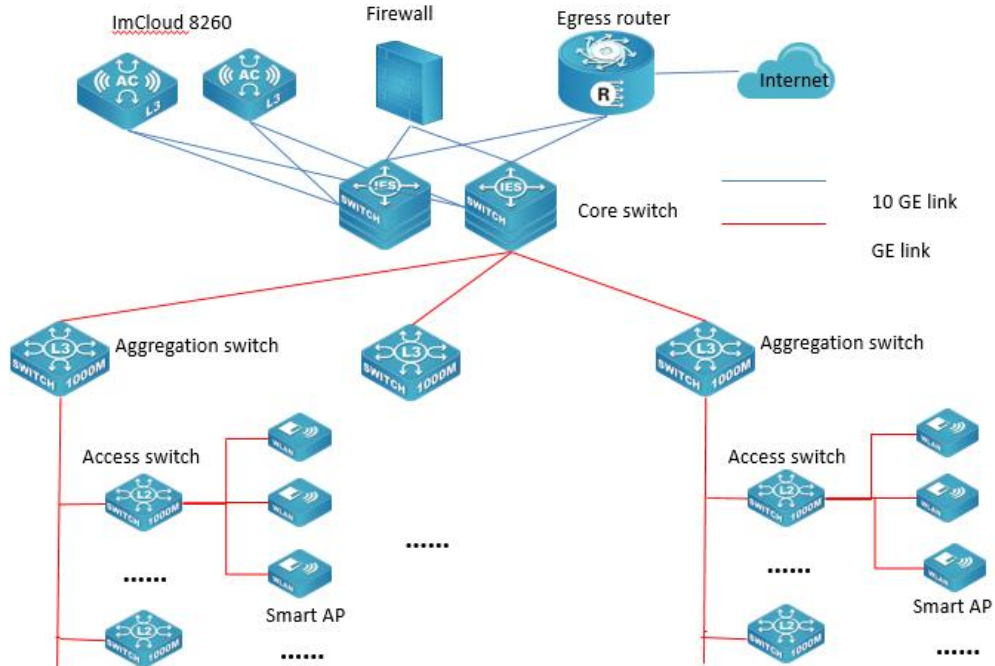 ImCloud 8260
Firewall
Egress router
AC
L3
AC
L3
R
Internet
IES
SWITCH
IES
SWITCH
Core switch
10 GE link
GE link
L3
SWITCH 1000M
Aggregation switch
L3
SWITCH 1000M
L3
SWITCH 1000M
Aggregation switch
Access switch
L2
SWITCH 1000M
WLAN
WLAN
WLAN
......
......
Smart AP
L2
SWITCH 1000M
......
Access switch
L2
SWITCH 1000M
WLAN
WLAN
WLAN
......
Smart AP
L2
SWITCH 1000M
......